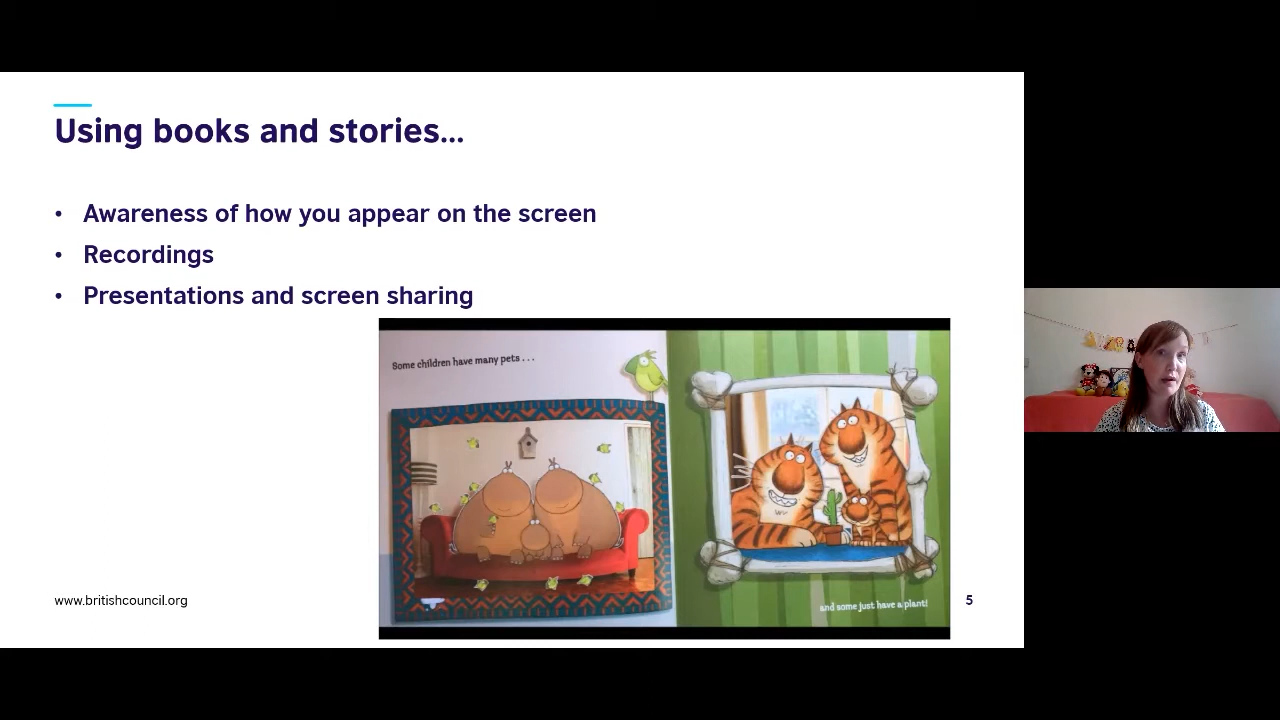 Using books and stories...
• Awareness of how you appear on the screen
• Recordings
• Presentations and screen sharing
Some children have many pets . . .
and some just have a plant!
www.britishcouncil.org
5